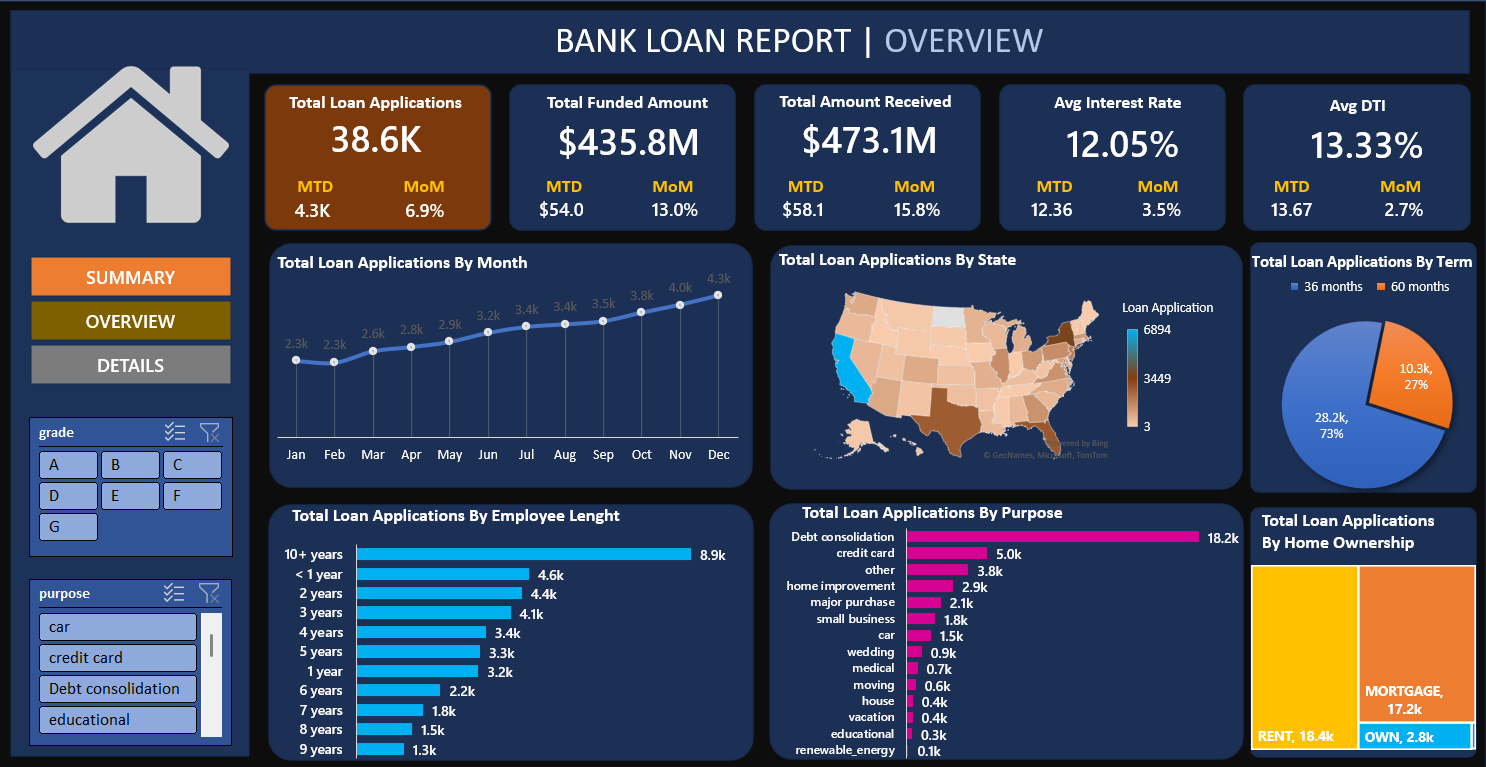 BANK LOAN REPORT | OVERVIEW
Total Loan Applications
38.6K
MTD MoM
4.3K 6.9%
Total Funded Amount
$435.8M
MTD MoM
$54.0 13.0%
Total Amount Received
$473.1M
MTD MoM
$58.1 15.8%
Avg Interest Rate
12.05%
MTD MoM
12.36 3.5%
Avg DTI
13.33%
MTD MoM
13.67 2.7%
SUMMARY
OVERVIEW
DETAILS
grade
A B C
D E F
G
purpose
car
credit card
Debt consolidation
educational
Total Loan Applications By Month
2.3k 2.3k 2.6k 2.8k 2.9k 3.2k 3.4k 3.4k 3.5k 3.8k 4.0k 4.3k
Jan Feb Mar Apr May Jun Jul Aug Sep Oct Nov Dec
Total Loan Applications By State
Loan Application
6894
3449
3
wered by Bing
© GeoNames, Microsoft, TomTom
Total Loan Applications By Term
36 months 60 months
10.3k,
27%
28.2k,
73%
Total Loan Applications By Employee Lenght
10+ years 8.9k
< 1 year 4.6k
2 years 4.4k
3 years 4.1k
4 years 3.4k
5 years 3.3k
1 year 3.2k
6 years 2.2k
7 years 1.8k
8 years 1.5k
9 years 1.3k
Total Loan Applications By Purpose
Debt consolidation 18.2k
credit card 5.0k
other 3.8k
home improvement 2.9k
major purchase 2.1k
small business 1.8k
car 1.5k
wedding 0.9k
medical 0.7k
moving 0.6k
house 0.4k
vacation 0.4k
educational 0.3k
renewable_energy 0.1k
Total Loan Applications
By Home Ownership
MORTGAGE,
17.2k
RENT, 18.4k
OWN, 2.8k